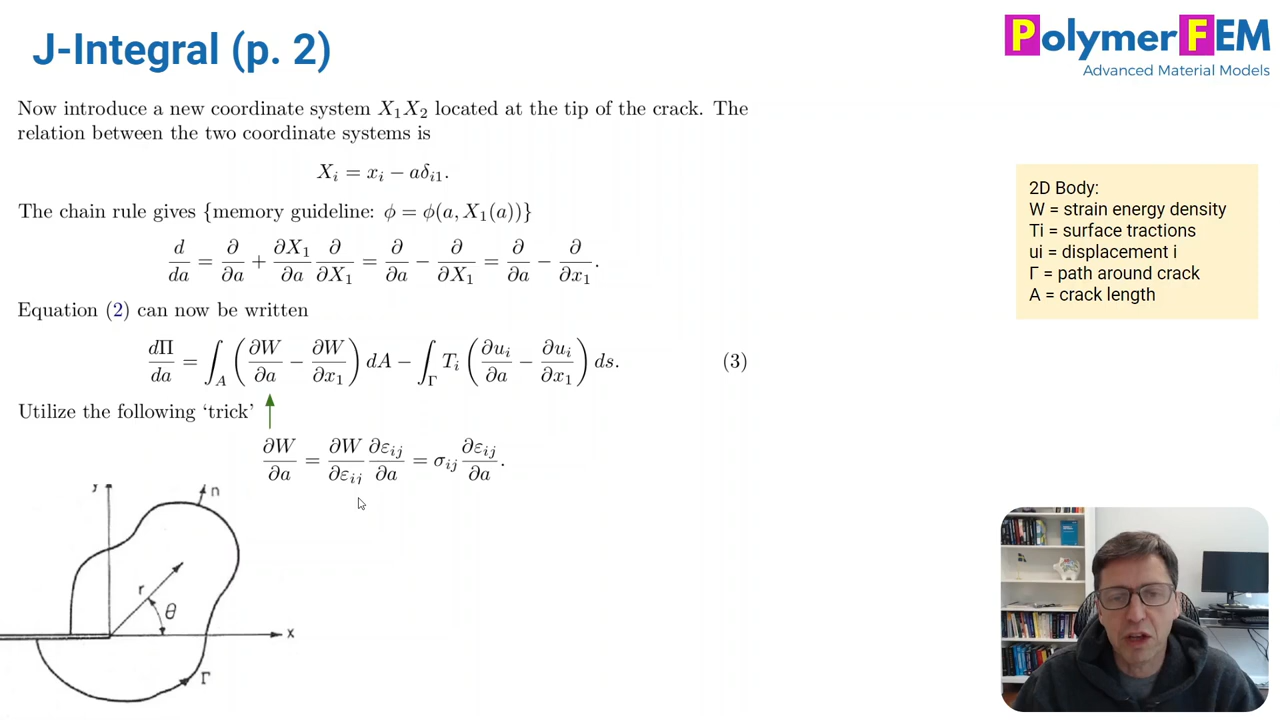 J-Integral (p. 2)
PolymerFEM
Advanced Material Models
Now introduce a new coordinate system X₁X₂ located at the tip of the crack. The
relation between the two coordinate systems is
Xᵢ = xᵢ − aδᵢ₁.
The chain rule gives {memory guideline: ϕ = ϕ(a, X₁(a))}
d/da = ∂/∂a + ∂X₁/∂a ∂/∂X₁ = ∂/∂a − ∂/∂X₁ = ∂/∂a − ∂/∂x₁.
Equation (2) can now be written
dΠ/da = ∫_A (∂W/∂a − ∂W/∂x₁) dA − ∫_Γ Tᵢ (∂uᵢ/∂a − ∂uᵢ/∂x₁) ds. (3)
Utilize the following ‘trick’
∂W/∂a = ∂W/∂εᵢⱼ ∂εᵢⱼ/∂a = σᵢⱼ ∂εᵢⱼ/∂a.
2D Body:
W = strain energy density
Ti = surface tractions
ui = displacement i
Γ = path around crack
A = crack length
y
n
r
θ
x
Γ